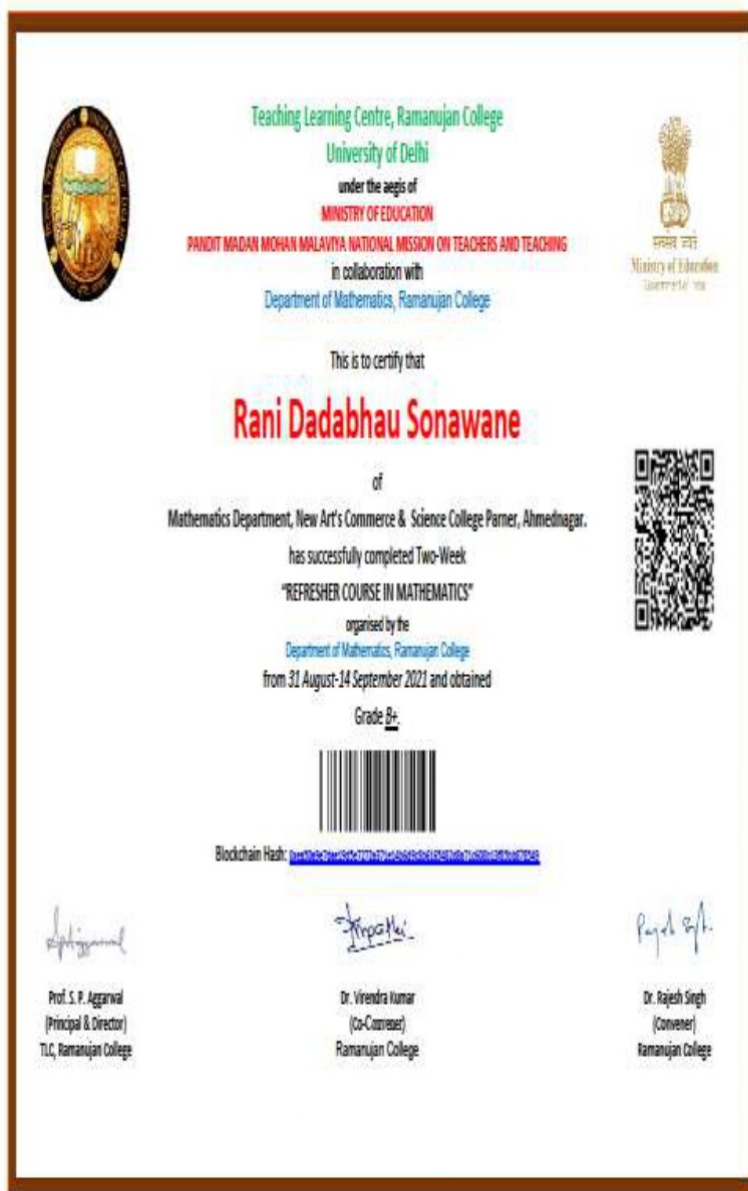 Teaching Learning Centre, Ramanujan College
University of Delhi
under the aegis of
MINISTRY OF EDUCATION
PANDIT MADAN MOHAN MALAVIYA NATIONAL MISSION ON TEACHERS AND TEACHING
in collaboration with
Department of Mathematics, Ramanujan College
सत्यमेव जयते
Ministry of Education
This is to certify that
Rani Dadabhau Sonawane
of
Mathematics Department, New Art's Commerce & Science College Parner, Ahmednagar.
has successfully completed Two-Week
"REFRESHER COURSE IN MATHEMATICS"
organised by the
Department of Mathematics, Ramanujan College
from 31 August-14 September 2021 and obtained
Grade B+.
Blockchain Hash:
Prof. S. P. Aggarwal
(Principal & Director)
TLC, Ramanujan College
Dr. Virendra Kumar
(Co-Convener)
Ramanujan College
Dr. Rajesh Singh
(Convener)
Ramanujan College